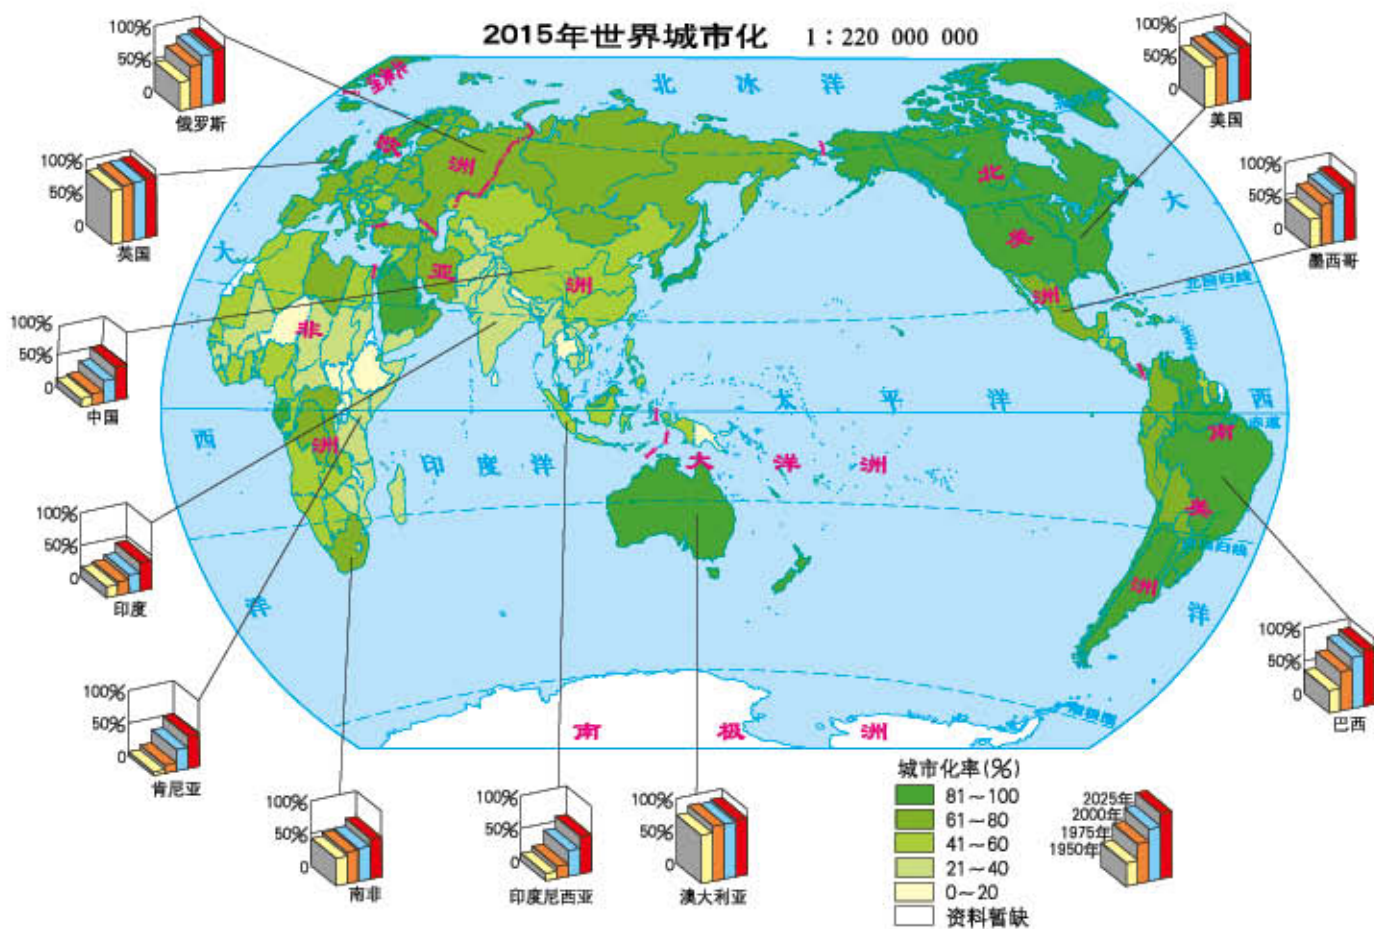 2015年世界城市化 1：220 000 000
100%
50%
0
俄罗斯
100%
50%
0
英国
100%
50%
0
中国
100%
50%
0
印度
100%
50%
0
肯尼亚
100%
50%
0
南非
100%
50%
0
印度尼西亚
100%
50%
0
澳大利亚
100%
50%
0
美国
100%
50%
0
墨西哥
100%
50%
0
巴西
北冰洋
欧洲
亚洲
非洲
北美洲
南美洲
大洋洲
南极洲
大西洋
印度洋
太平洋
大西洋
北回归线
赤道
南回归线
城市化率(%)
81～100
61～80
41～60
21～40
0～20
资料暂缺
2025年
2000年
1975年
1950年